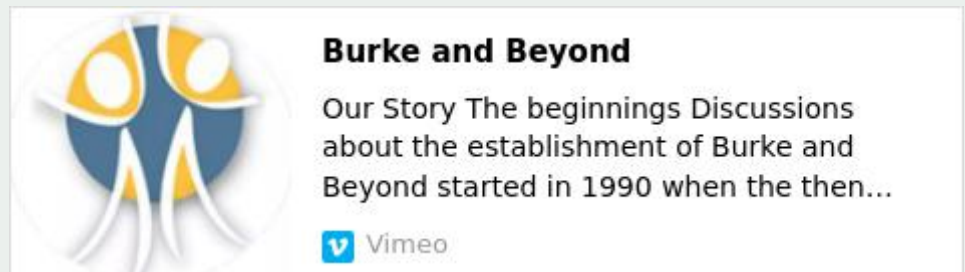 Burke and Beyond
Our Story The beginnings Discussions
about the establishment of Burke and
Beyond started in 1990 when the then...
Vimeo